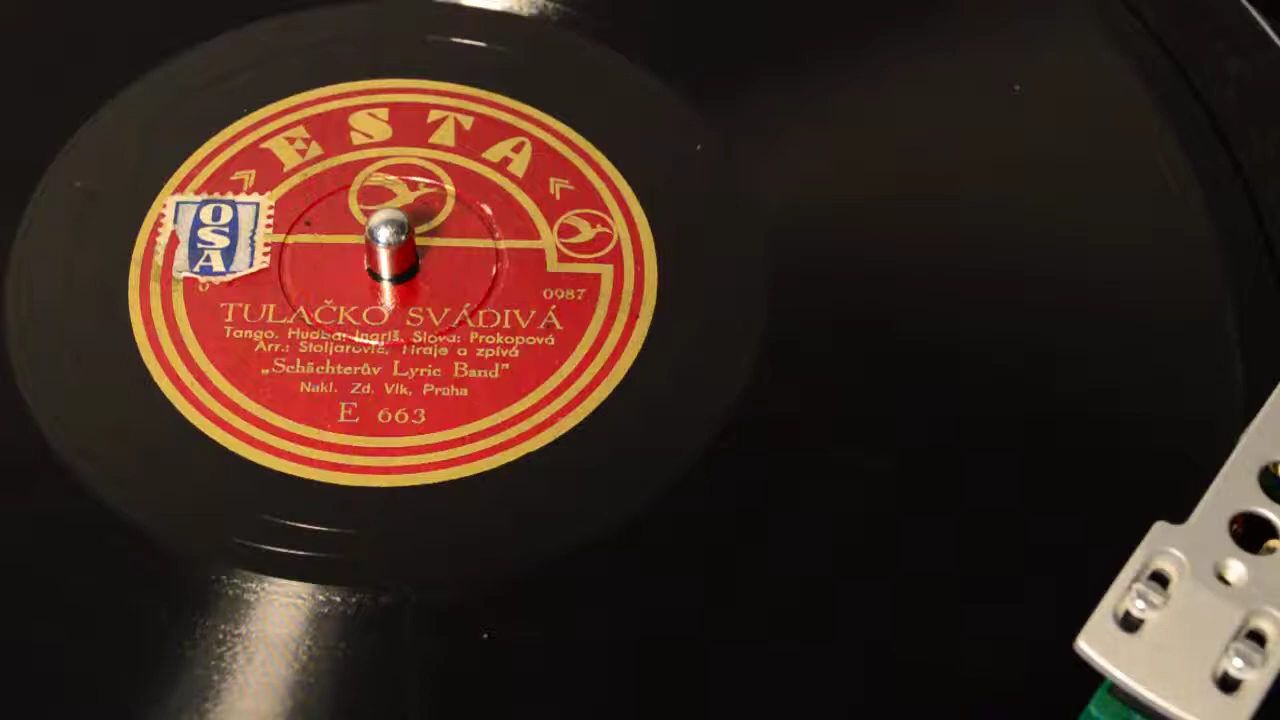 ESTA
OSA
0987
TULAČKO SVÁDIVÁ
Tango. Hudba: Ingriš. Slova: Prokopová
Arr.: Stoljarovič. Hraje a zpívá
„Schächterův Lyric Band"
Nakl. Zd. Vlk, Praha
E 663